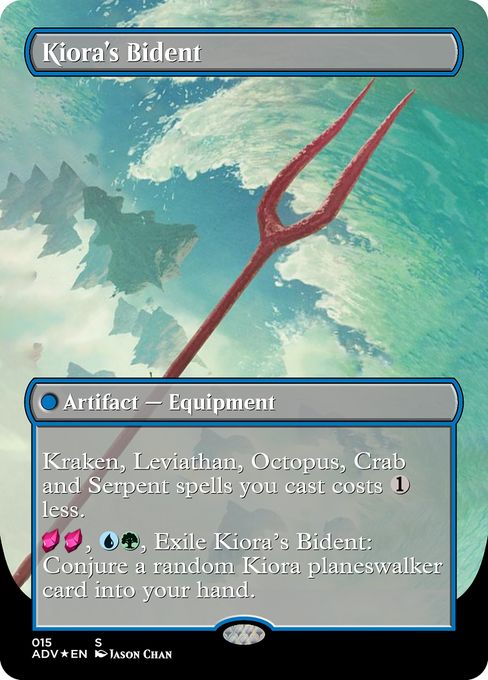 Kiora's Bident
Artifact — Equipment
Kraken, Leviathan, Octopus, Crab
and Serpent spells you cast costs 1
less.
, , Exile Kiora's Bident:
Conjure a random Kiora planeswalker
card into your hand.
015 S
ADV★EN Jason Chan